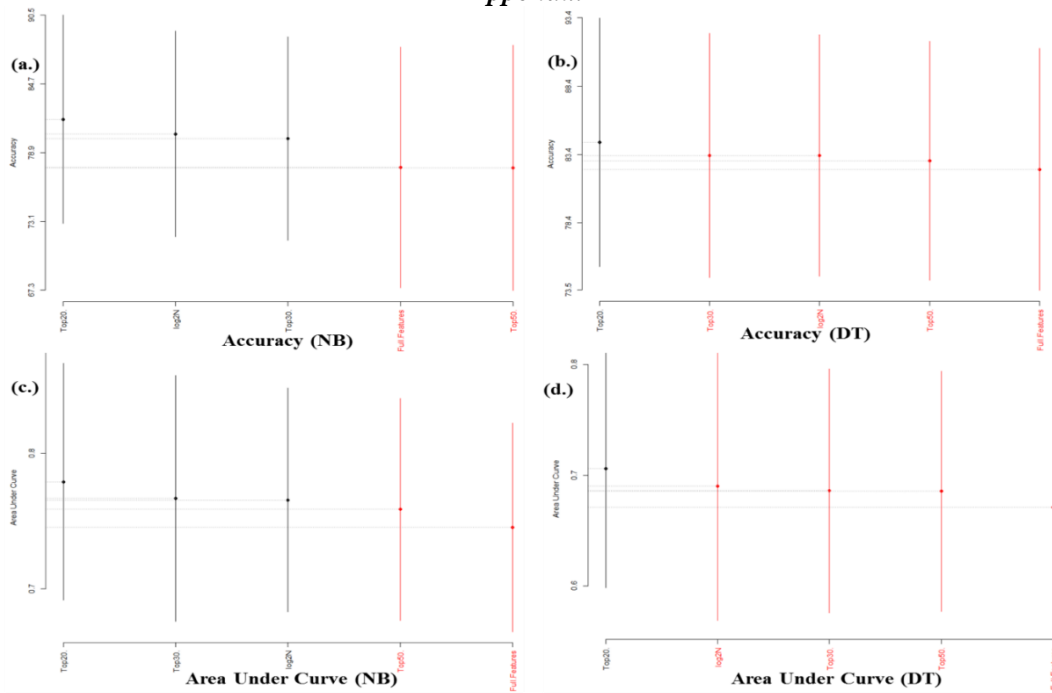 (a.)
90.5
84.7
78.9
73.1
67.3
Accuracy
Top20.
log2N
Top30.
Full.Features
Top50.
Accuracy (NB)
(b.)
93.4
88.4
83.4
78.4
73.5
Accuracy
Top20.
Top30.
log2N
Top50.
Full.Features
Accuracy (DT)
(c.)
0.8
0.7
Area Under Curve
Top20.
Top30.
log2N
Top50.
Full.Features
Area Under Curve (NB)
(d.)
0.8
0.7
0.6
Area Under Curve
Top20.
log2N
Top30.
Top50.
Area Under Curve (DT)